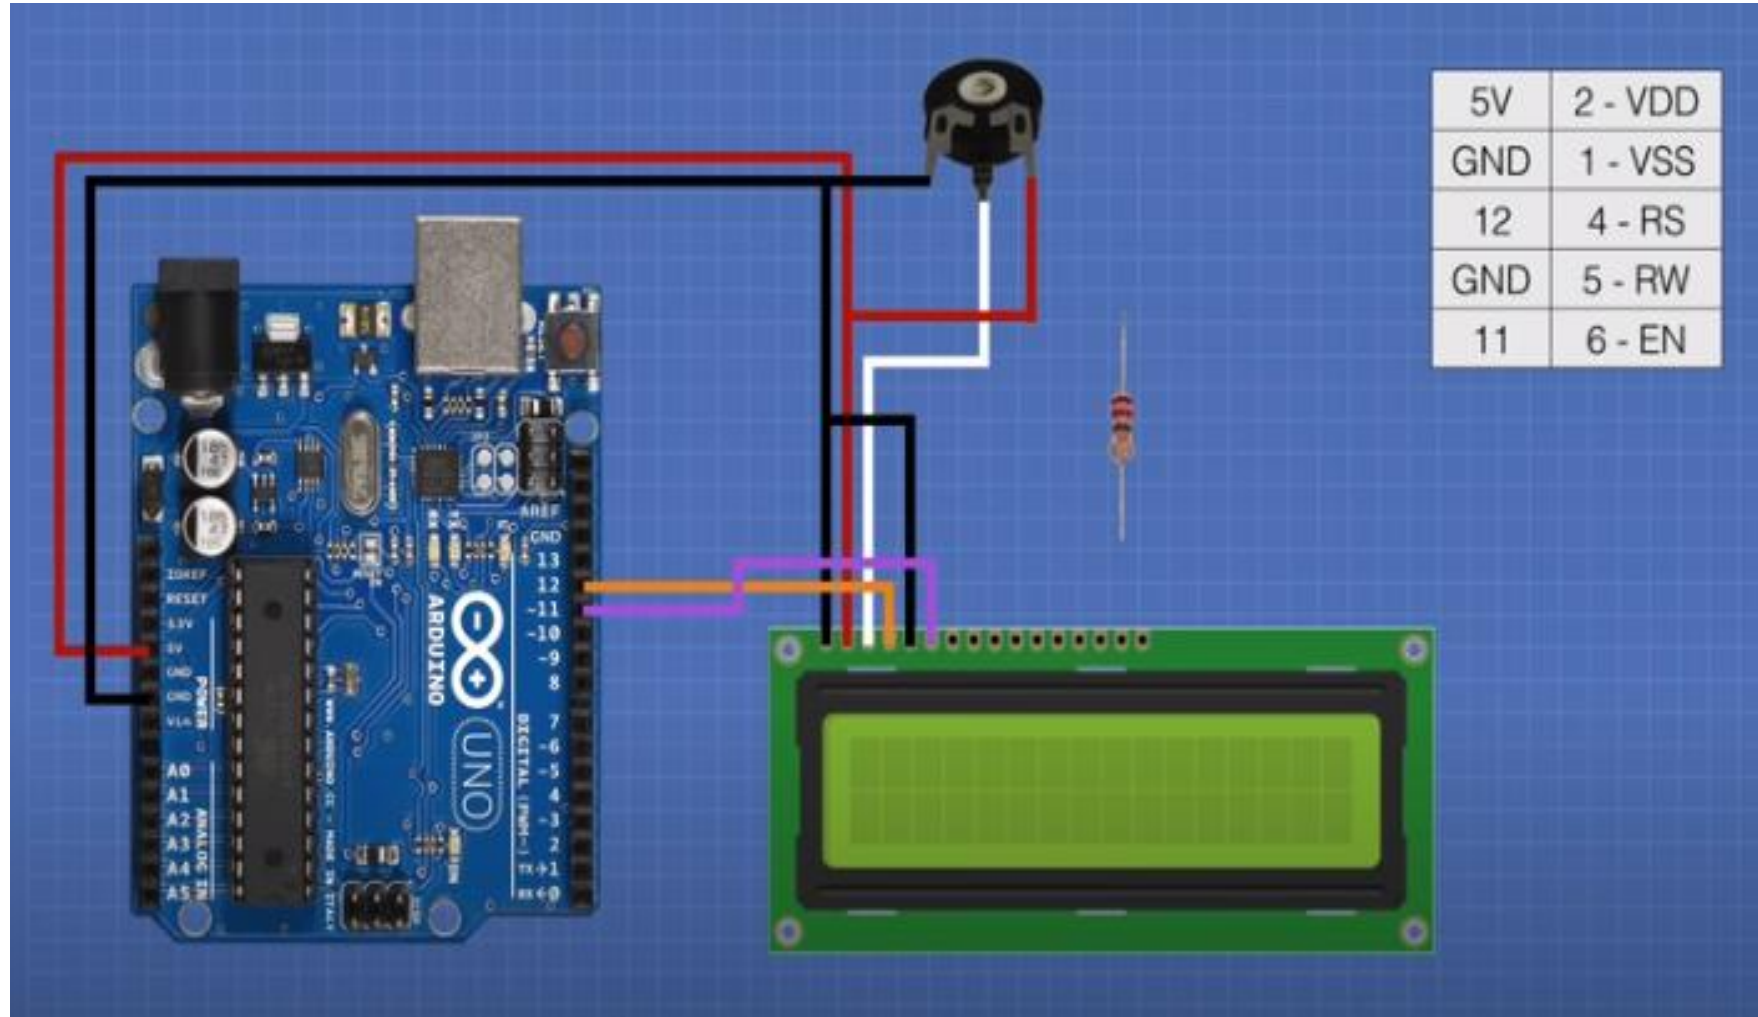 5V 2 - VDD
GND 1 - VSS
12 4 - RS
GND 5 - RW
11 6 - EN
AREF
GND
13
12
~11
~10
~9
8
7
~6
~5
4
~3
2
TX→1
RX←0
DIGITAL (PWM~)
ARDUINO
UNO
IOREF
RESET
3.3V
5V
GND
GND
Vin
POWER
A0
A1
A2
A3
A4
A5
ANALOG IN